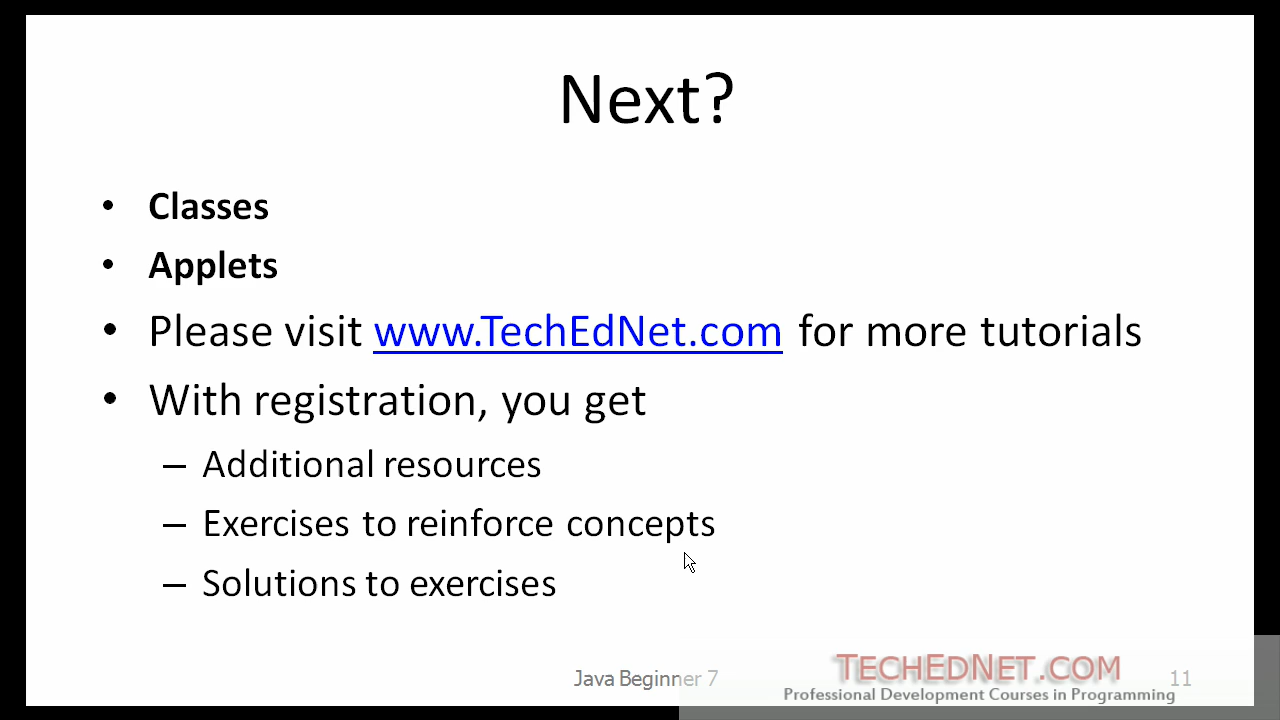 Next?
• Classes
• Applets
• Please visit www.TechEdNet.com for more tutorials
• With registration, you get
– Additional resources
– Exercises to reinforce concepts
– Solutions to exercises
Java Beginner 7
TECHEDNET.COM
Professional Development Courses in Programming
11